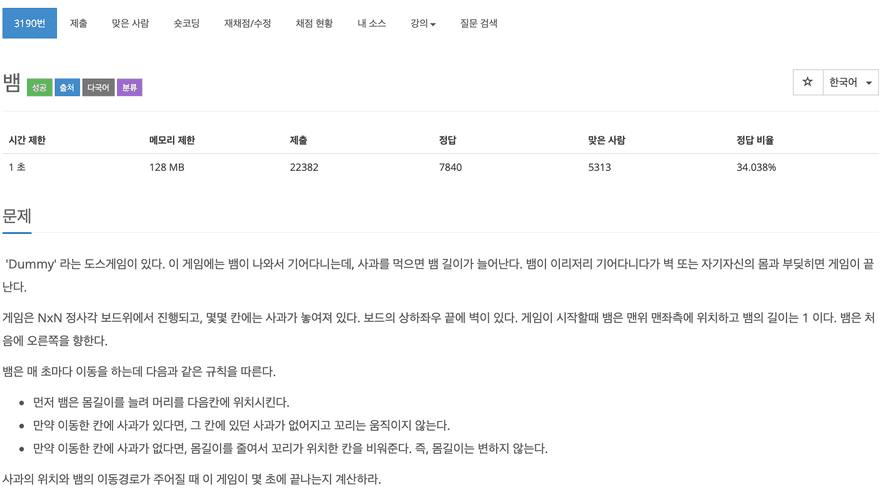 3190번 제출 맞은 사람 숏코딩 재채점/수정 채점 현황 내 소스 강의 질문 검색
뱀 성공 출처 다국어 분류 한국어
시간 제한 메모리 제한 제출 정답 맞은 사람 정답 비율
1 초 128 MB 22382 7840 5313 34.038%
문제
'Dummy' 라는 도스게임이 있다. 이 게임에는 뱀이 나와서 기어다니는데, 사과를 먹으면 뱀 길이가 늘어난다. 뱀이 이리저리 기어다니다가 벽 또는 자기자신의 몸과 부딪히면 게임이 끝
난다.
게임은 NxN 정사각 보드위에서 진행되고, 몇몇 칸에는 사과가 놓여져 있다. 보드의 상하좌우 끝에 벽이 있다. 게임이 시작할때 뱀은 맨위 맨좌측에 위치하고 뱀의 길이는 1 이다. 뱀은 처
음에 오른쪽을 향한다.
뱀은 매 초마다 이동을 하는데 다음과 같은 규칙을 따른다.
• 먼저 뱀은 몸길이를 늘려 머리를 다음칸에 위치시킨다.
• 만약 이동한 칸에 사과가 있다면, 그 칸에 있던 사과가 없어지고 꼬리는 움직이지 않는다.
• 만약 이동한 칸에 사과가 없다면, 몸길이를 줄여서 꼬리가 위치한 칸을 비워준다. 즉, 몸길이는 변하지 않는다.
사과의 위치와 뱀의 이동경로가 주어질 때 이 게임이 몇 초에 끝나는지 계산하라.